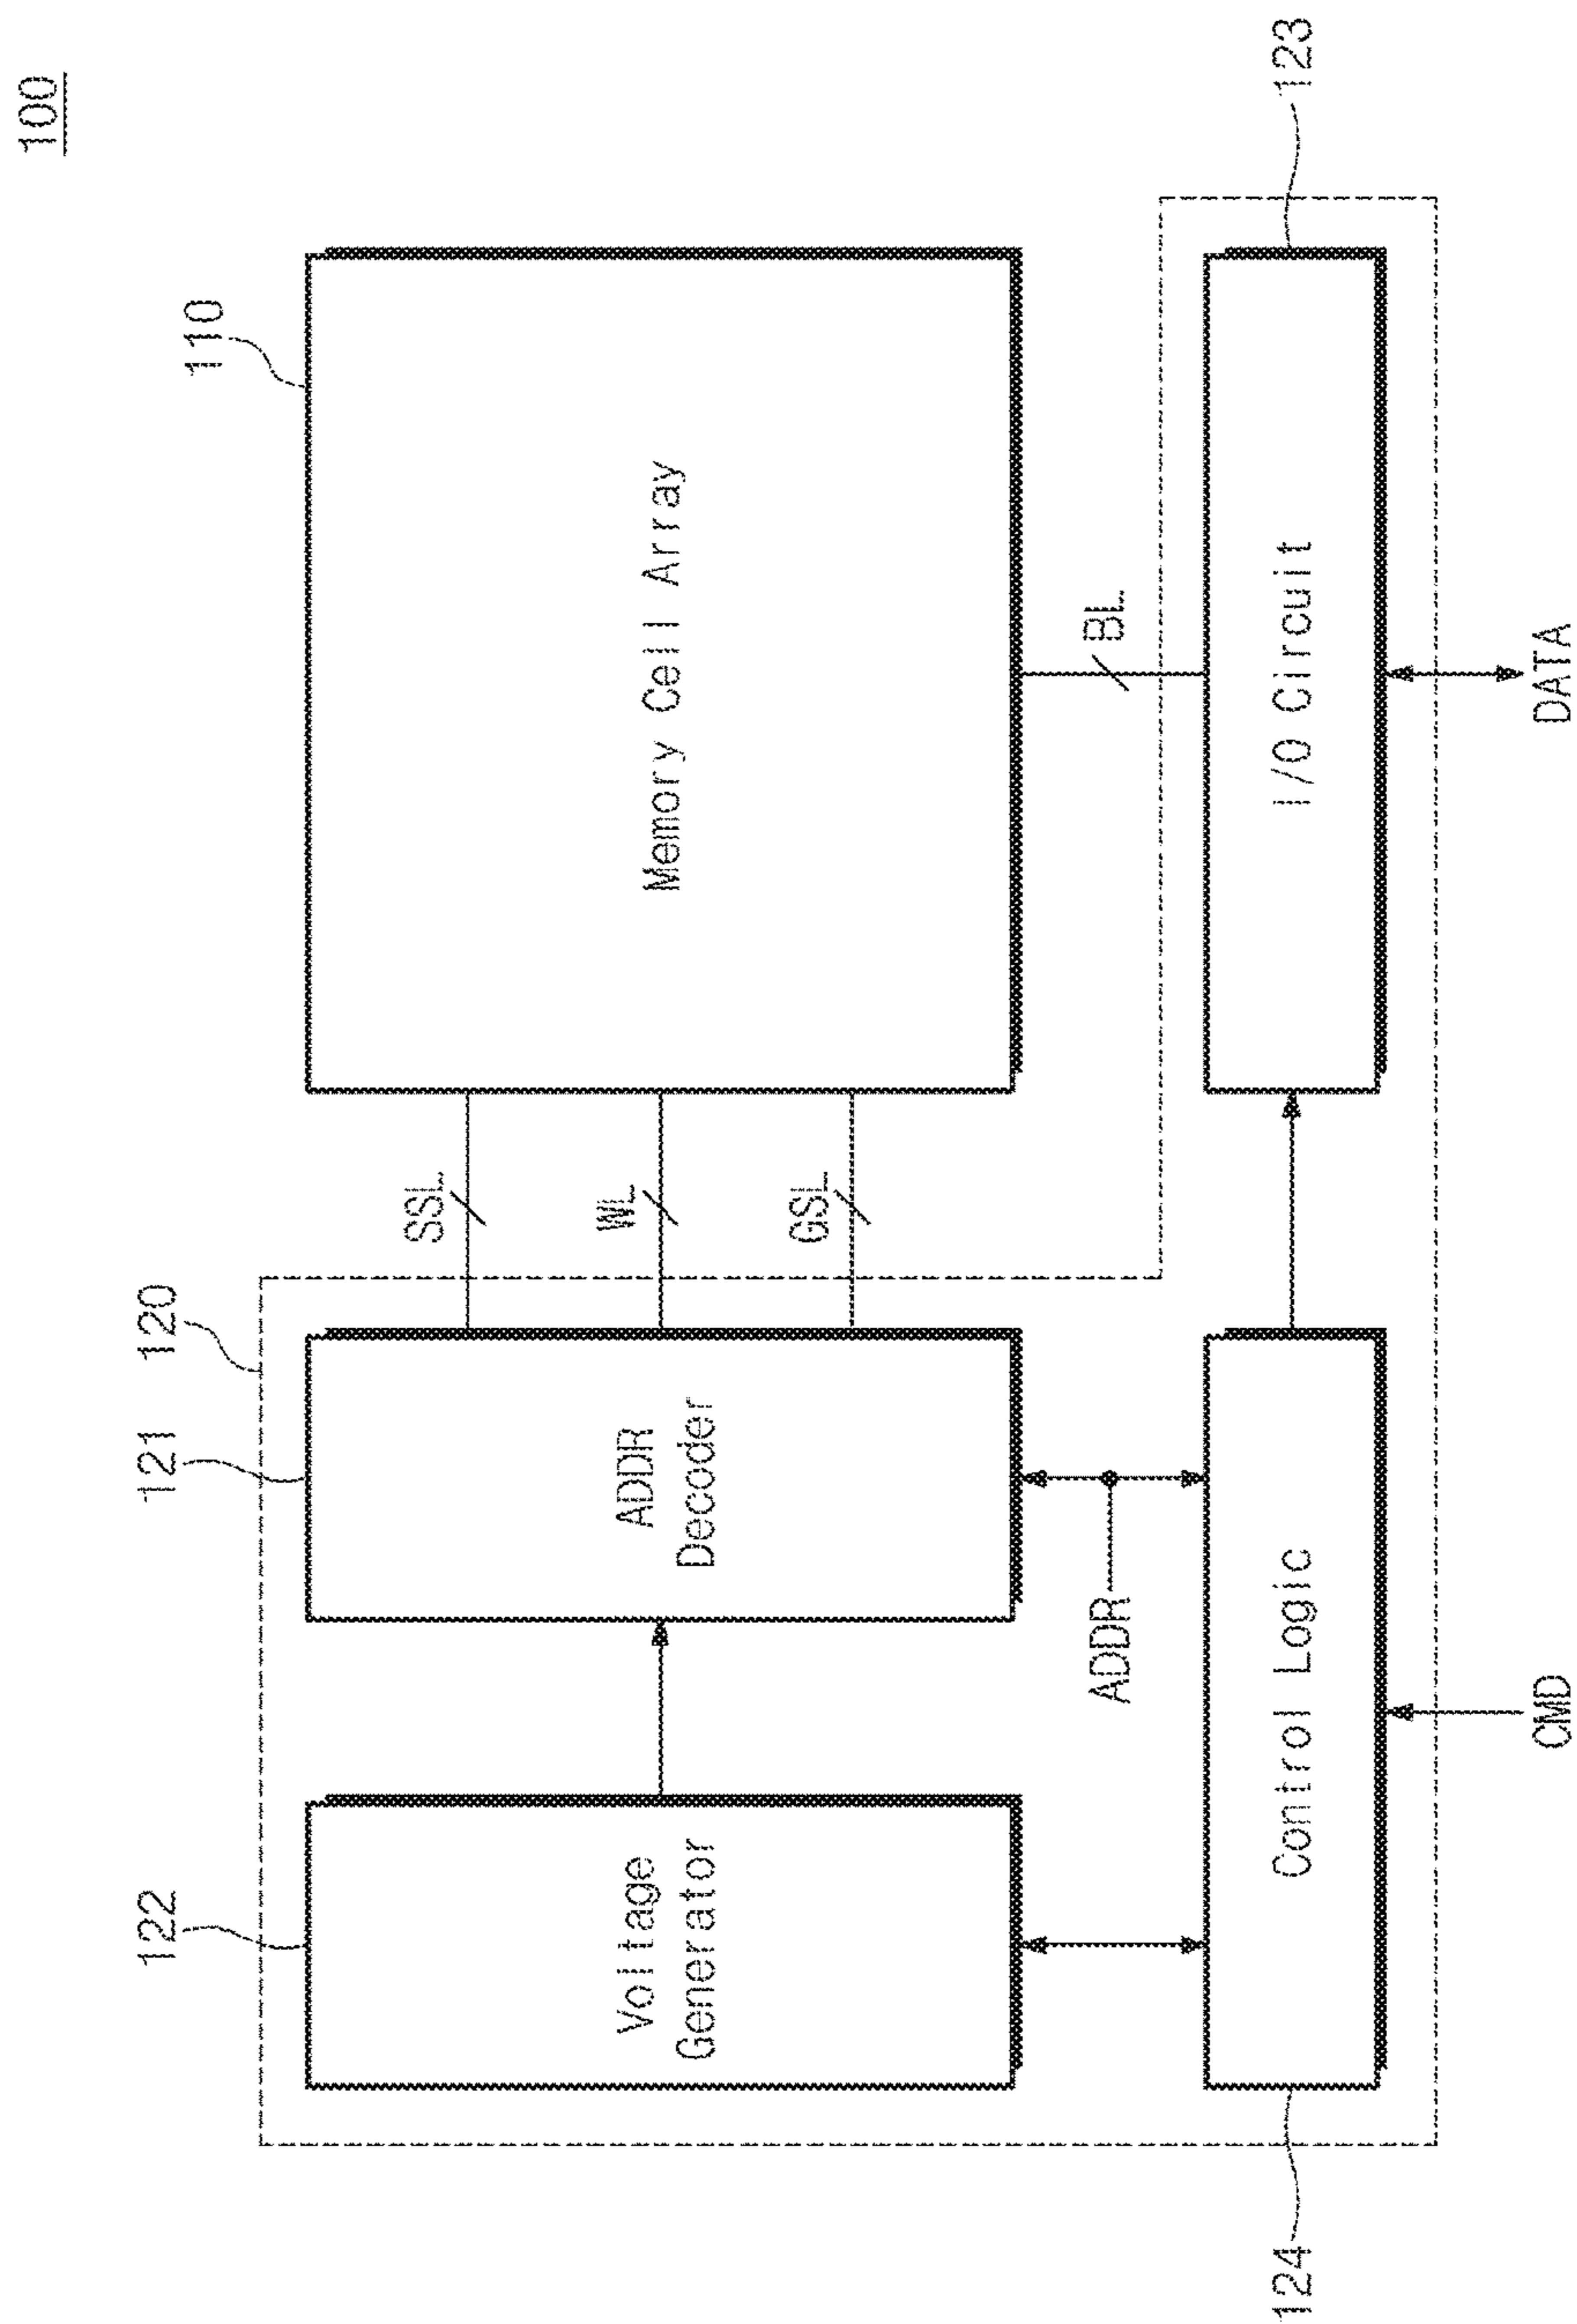 100
122
121
120
110
Voltage
Generator
ADDR
Decoder
SSL
WL
GSL
Memory Cell Array
ADDR
BL
Control Logic
I/O Circuit
124
123
CMD
DATA